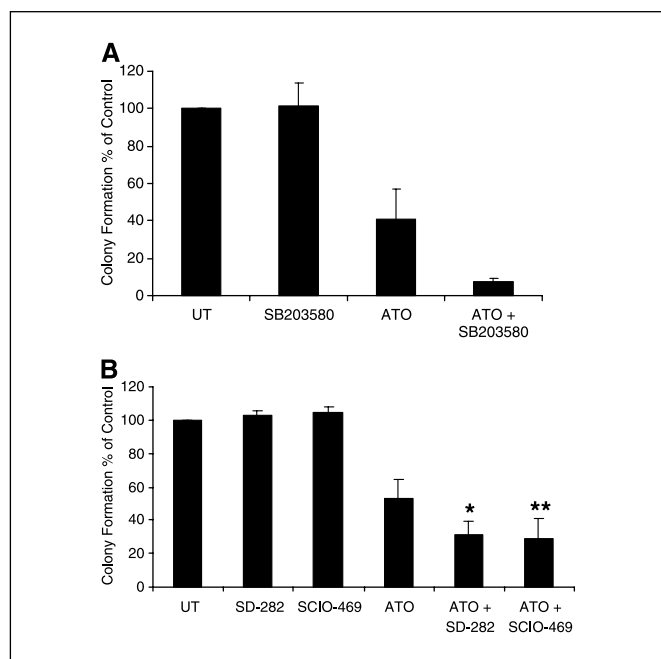 A
Colony Formation % of Control
120
100
80
60
40
20
0
UT SB203580 ATO ATO +
SB203580
B
Colony Formation % of Control
120
100
80
60
40
20
0
* **
UT SD-282 SCIO-469 ATO ATO + ATO +
SD-282 SCIO-469